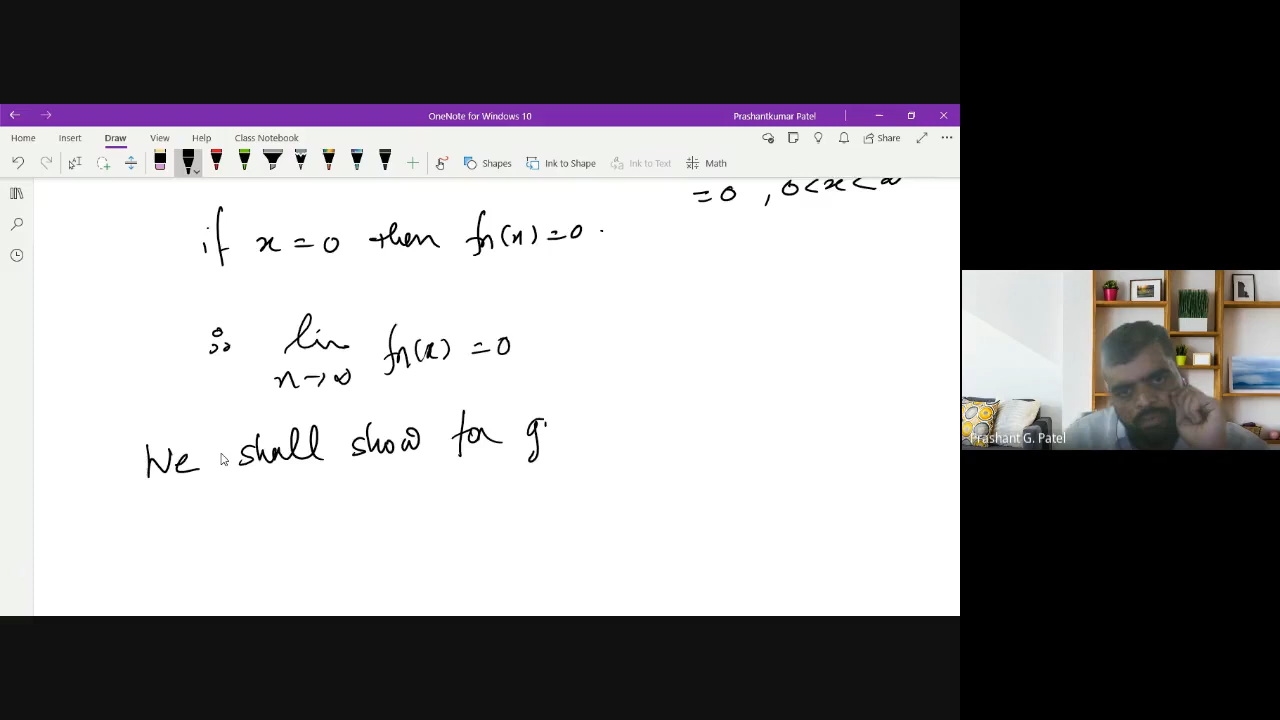 OneNote for Windows 10
Prashantkumar Patel
Home Insert Draw View Help Class Notebook
Share
Shapes Ink to Shape Ink to Text Math
= 0 , 0 < x < ∞
if x = 0 then fn(x) = 0 .
∴ lim fn(x) = 0
n → ∞
We shall show for g
Prashant G. Patel